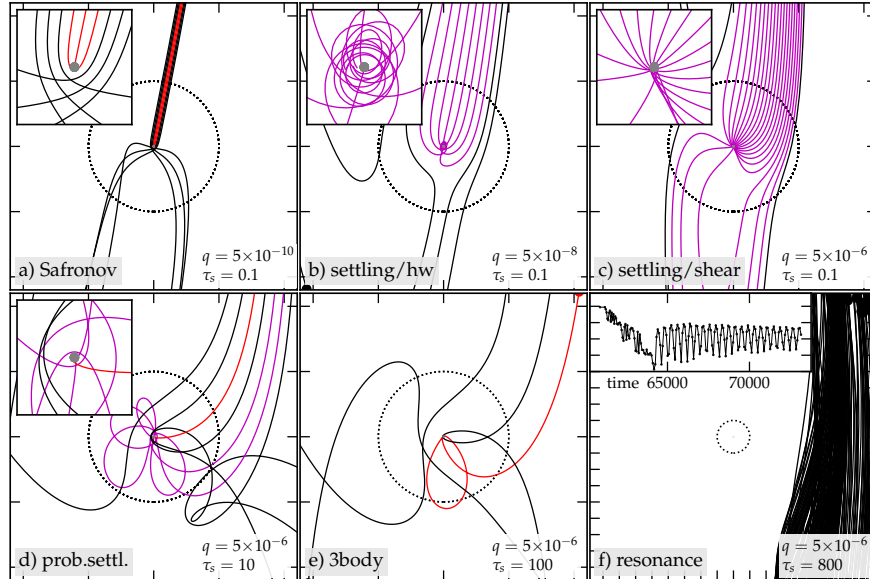 q = 5×10⁻¹⁰
a) Safronov
τₛ = 0.1
q = 5×10⁻⁸
b) settling/hw
τₛ = 0.1
q = 5×10⁻⁶
c) settling/shear
τₛ = 0.1
time 65000 70000
q = 5×10⁻⁶
d) prob.settl.
τₛ = 10
q = 5×10⁻⁶
e) 3body
τₛ = 100
q = 5×10⁻⁶
f) resonance
τₛ = 800